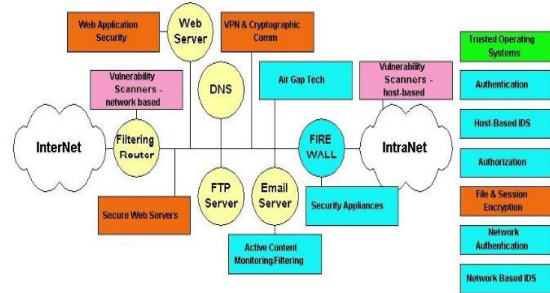 Web Application
Security
Web
Server
VPN & Cryptographic
Comm
Trusted Operating
Systems
Vulnerability
Scanners -
network based
DNS
Air Gap Tech
Vulnerability
Scanners -
host-based
Authentication
Host-Based IDS
InterNet
Filtering
Router
FIRE
WALL
IntraNet
Authorization
FTP
Server
Email
Server
Secure Web Servers
Security Appliances
File & Session
Encryption
Active Content
Monitoring/Filtering
Network
Authentication
Network Based IDS